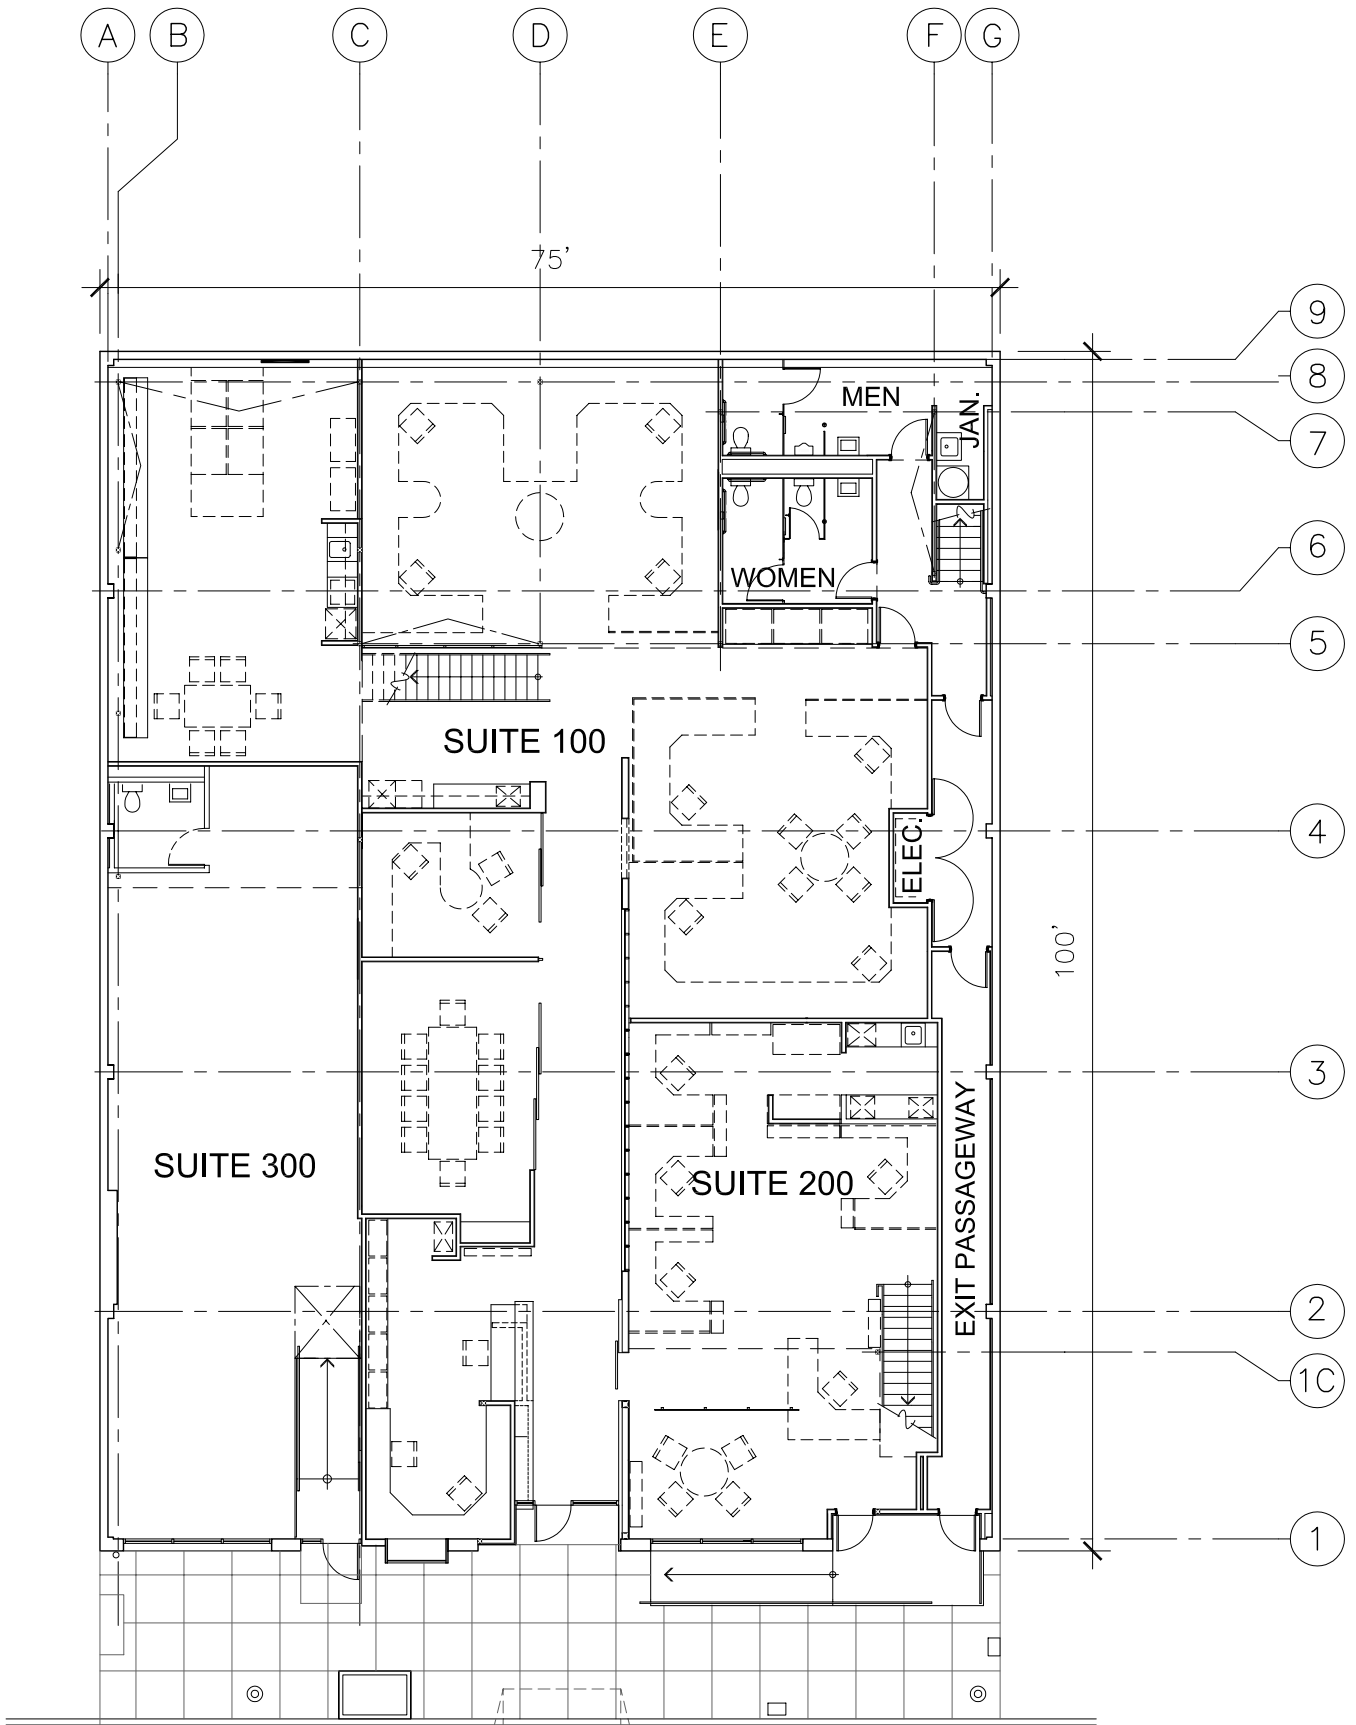 A B C D E F G
75'
9
8
MEN
JAN.
7
6
WOMEN
5
SUITE 100
4
ELEC.
100'
3
EXIT PASSAGEWAY
SUITE 300
SUITE 200
2
1C
1